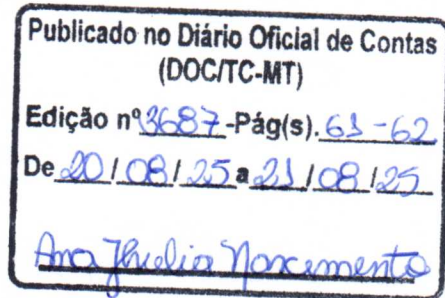 Publicado no Diário Oficial de Contas
(DOC/TC-MT)
Edição nº 3687-Pág(s). 61-62
De 20/08/25 a 21/08/25
Ana Nascimento